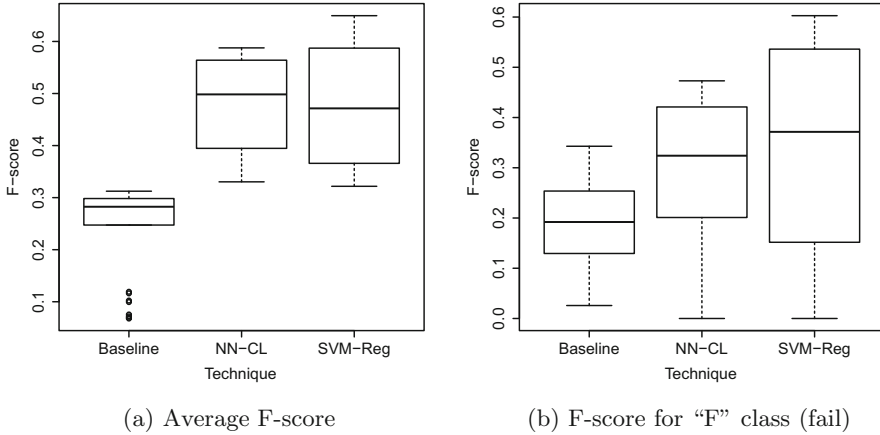 F−score
0.6
0.5
0.4
0.3
0.2
0.1
Baseline
NN−CL
SVM−Reg
Technique
(a) Average F-score
F−score
0.6
0.5
0.4
0.3
0.2
0.1
0.0
Baseline
NN−CL
SVM−Reg
Technique
(b) F-score for “F” class (fail)